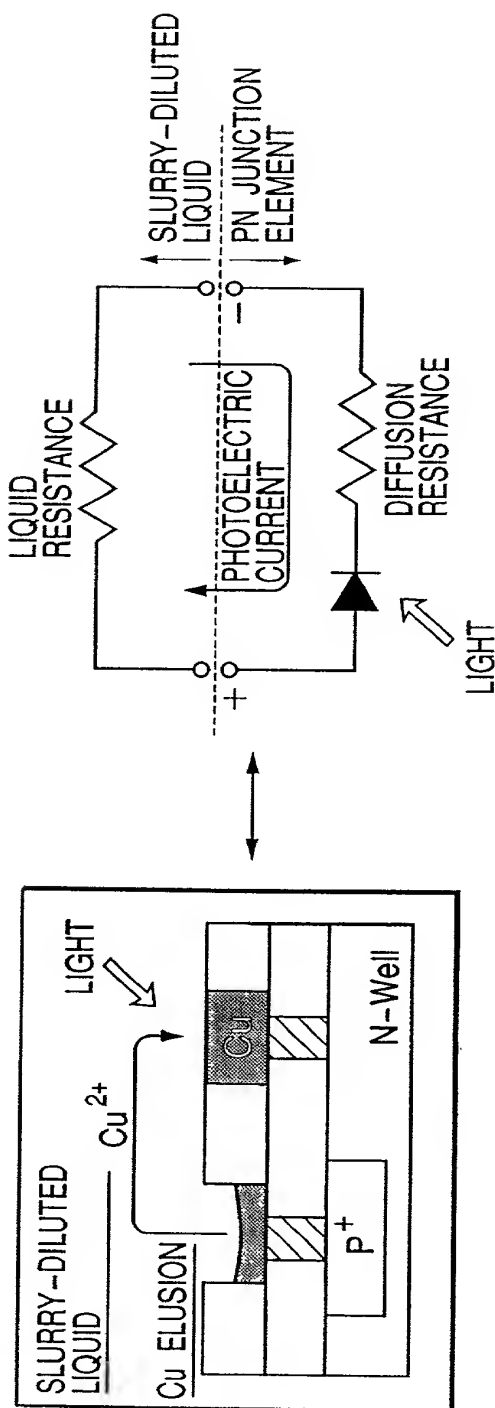 SLURRY-DILUTED
LIQUID
Cu²⁺
LIGHT
Cu ELUSION
Cu
P⁺
N-Well
LIQUID
RESISTANCE
SLURRY-DILUTED
LIQUID
PN JUNCTION
ELEMENT
+
−
PHOTOELECTRIC
CURRENT
DIFFUSION
RESISTANCE
LIGHT